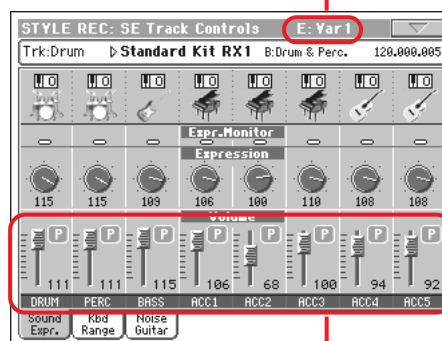 STYLE REC: SE Track Controls E: Var1
Trk:Drum Standard Kit RX1 B:Drum & Perc. 120.000.005
Expr.Monitor
Expression
115 115 109 106 100 110 108 108
Volume
P P P P P P P P
111 111 115 106 68 100 94 92
DRUM PERC BASS ACC1 ACC2 ACC3 ACC4 ACC5
Sound Kbd Noise
Expr. Range Guitar